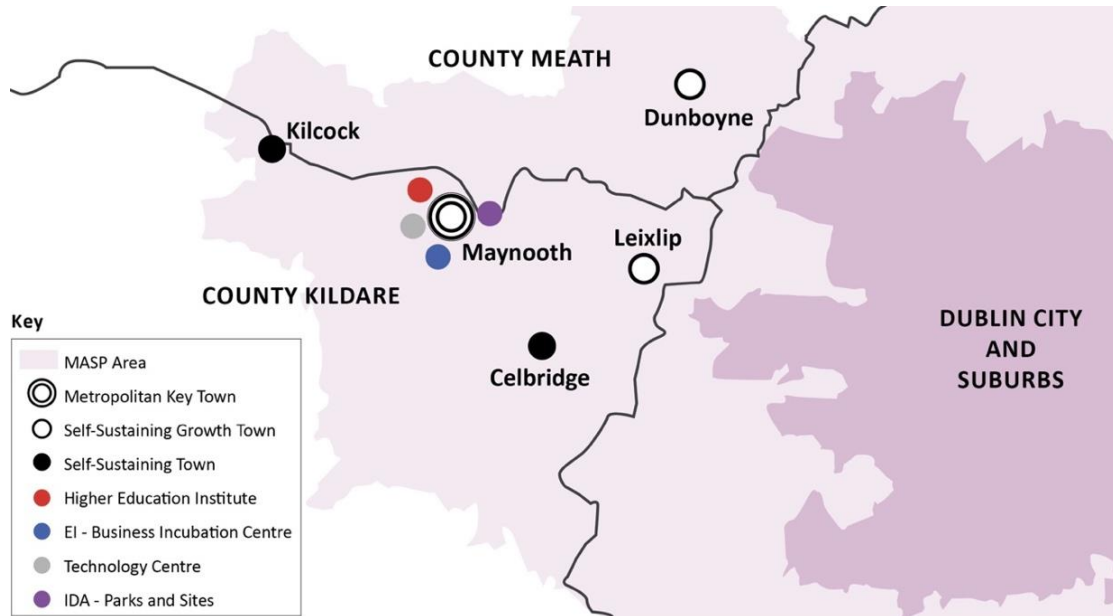 COUNTY MEATH
Dunboyne
Kilcock
Maynooth
Leixlip
COUNTY KILDARE
Celbridge
DUBLIN CITY
AND
SUBURBS
Key
MASP Area
Metropolitan Key Town
Self-Sustaining Growth Town
Self-Sustaining Town
Higher Education Institute
EI - Business Incubation Centre
Technology Centre
IDA - Parks and Sites